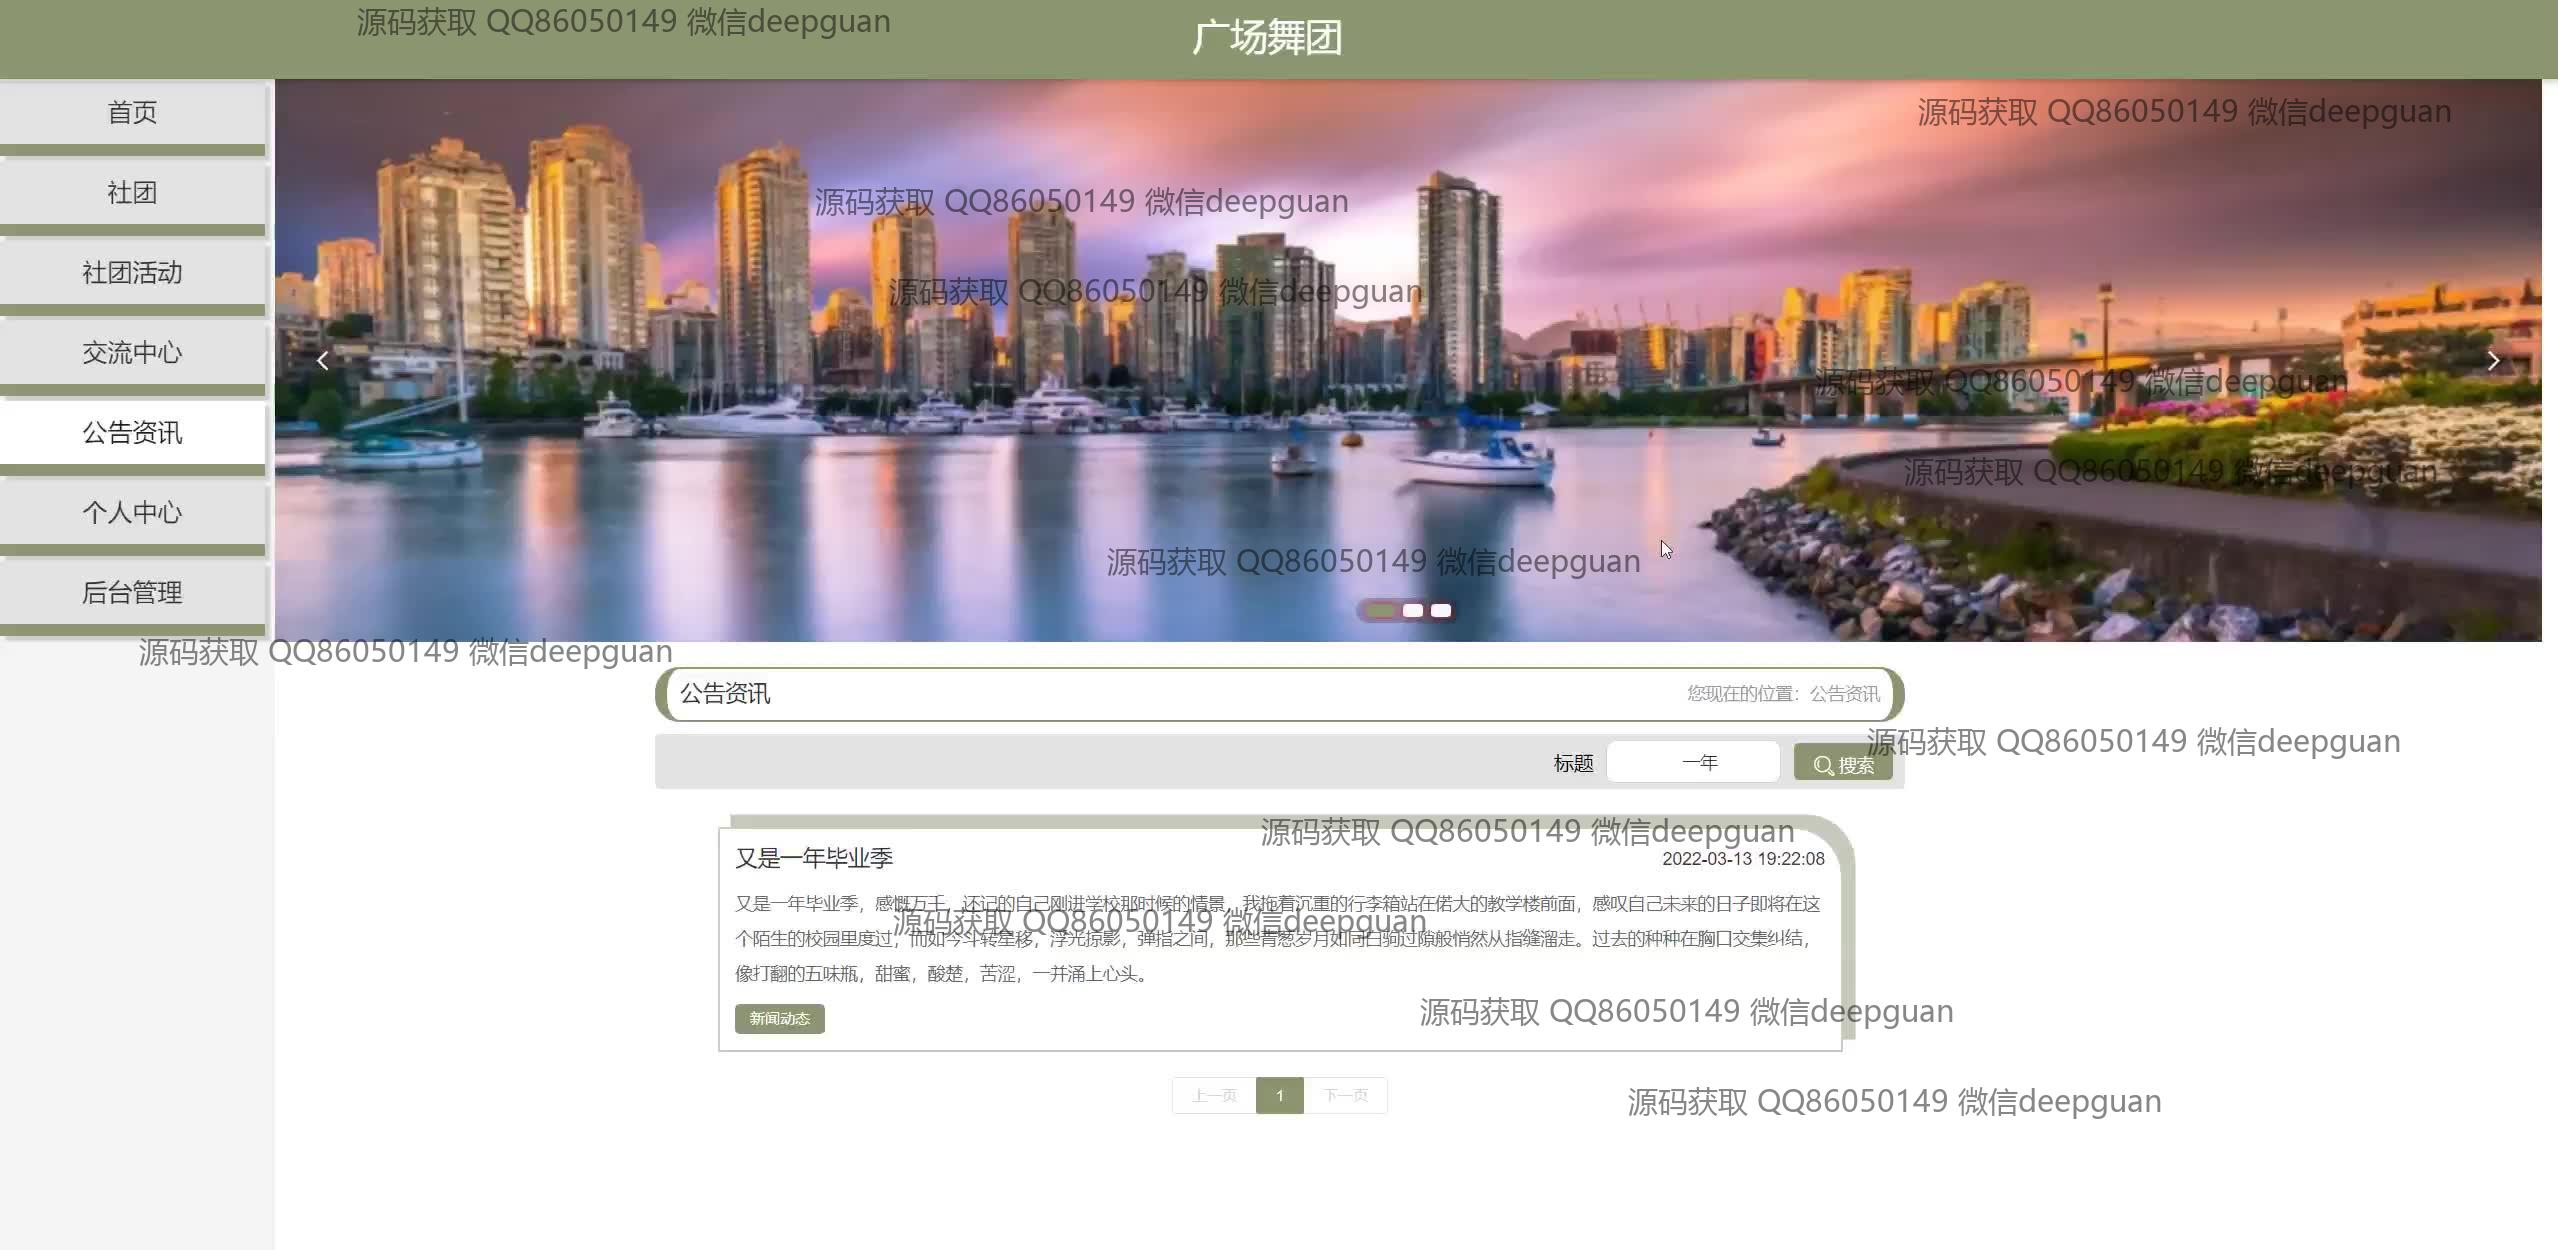 源码获取 QQ86050149 微信deepguan
广场舞团
首页
源码获取 QQ86050149 微信deepguan
社团
源码获取 QQ86050149 微信deepguan
社团活动
源码获取 QQ86050149 微信deepguan
交流中心
源码获取 QQ86050149 微信deepguan
公告资讯
源码获取 QQ86050149 微信deepguan
个人中心
源码获取 QQ86050149 微信deepguan
后台管理
源码获取 QQ86050149 微信deepguan
公告资讯
您现在的位置：公告资讯
源码获取 QQ86050149 微信deepguan
标题 一年 搜索
源码获取 QQ86050149 微信deepguan
又是一年毕业季
2022-03-13 19:22:08
又是一年毕业季，感慨万千，还记的自己刚进学校那时候的情景，我拖着沉重的行李箱站在偌大的教学楼前面，感叹自己未来的日子即将在这
源码获取 QQ86050149 微信deepguan
个陌生的校园里度过，而如今斗转星移，浮光掠影，弹指之间，那些青葱岁月如同白驹过隙般悄然从指缝溜走。过去的种种在胸口交集纠结，
像打翻的五味瓶，甜蜜，酸楚，苦涩，一并涌上心头。
源码获取 QQ86050149 微信deepguan
新闻动态
上一页 1 下一页
源码获取 QQ86050149 微信deepguan